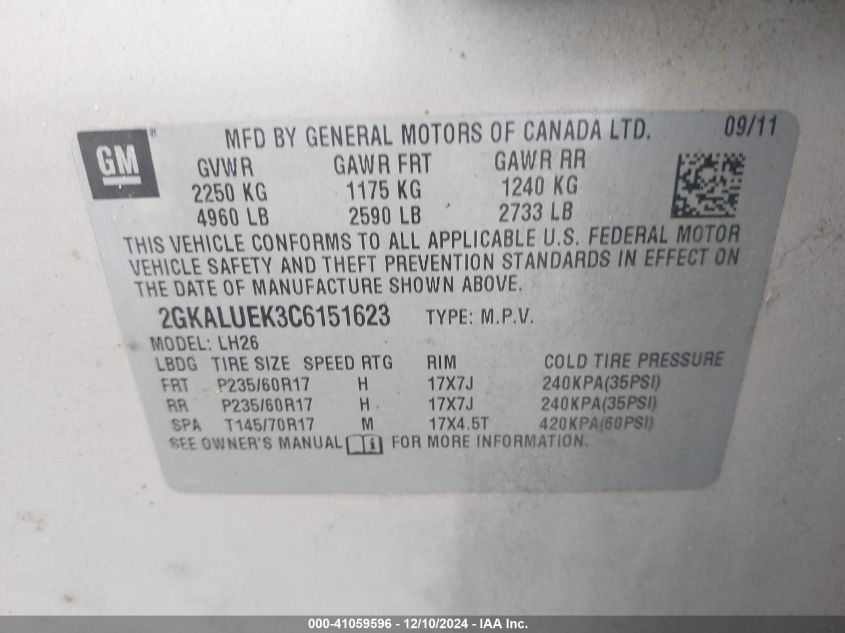 GM
MFD BY GENERAL MOTORS OF CANADA LTD. 09/11
GVWR GAWR FRT GAWR RR
2250 KG 1175 KG 1240 KG
4960 LB 2590 LB 2733 LB
THIS VEHICLE CONFORMS TO ALL APPLICABLE U.S. FEDERAL MOTOR
VEHICLE SAFETY AND THEFT PREVENTION STANDARDS IN EFFECT ON
THE DATE OF MANUFACTURE SHOWN ABOVE.
2GKALUEK3C6151623 TYPE: M.P.V.
MODEL: LH26
LBDG TIRE SIZE SPEED RTG RIM COLD TIRE PRESSURE
FRT P235/60R17 H 17X7J 240KPA(35PSI)
RR P235/60R17 H 17X7J 240KPA(35PSI)
SPA T145/70R17 M 17X4.5T 420KPA(60PSI)
SEE OWNER'S MANUAL FOR MORE INFORMATION.
000-41059596 - 12/10/2024 - IAA Inc.